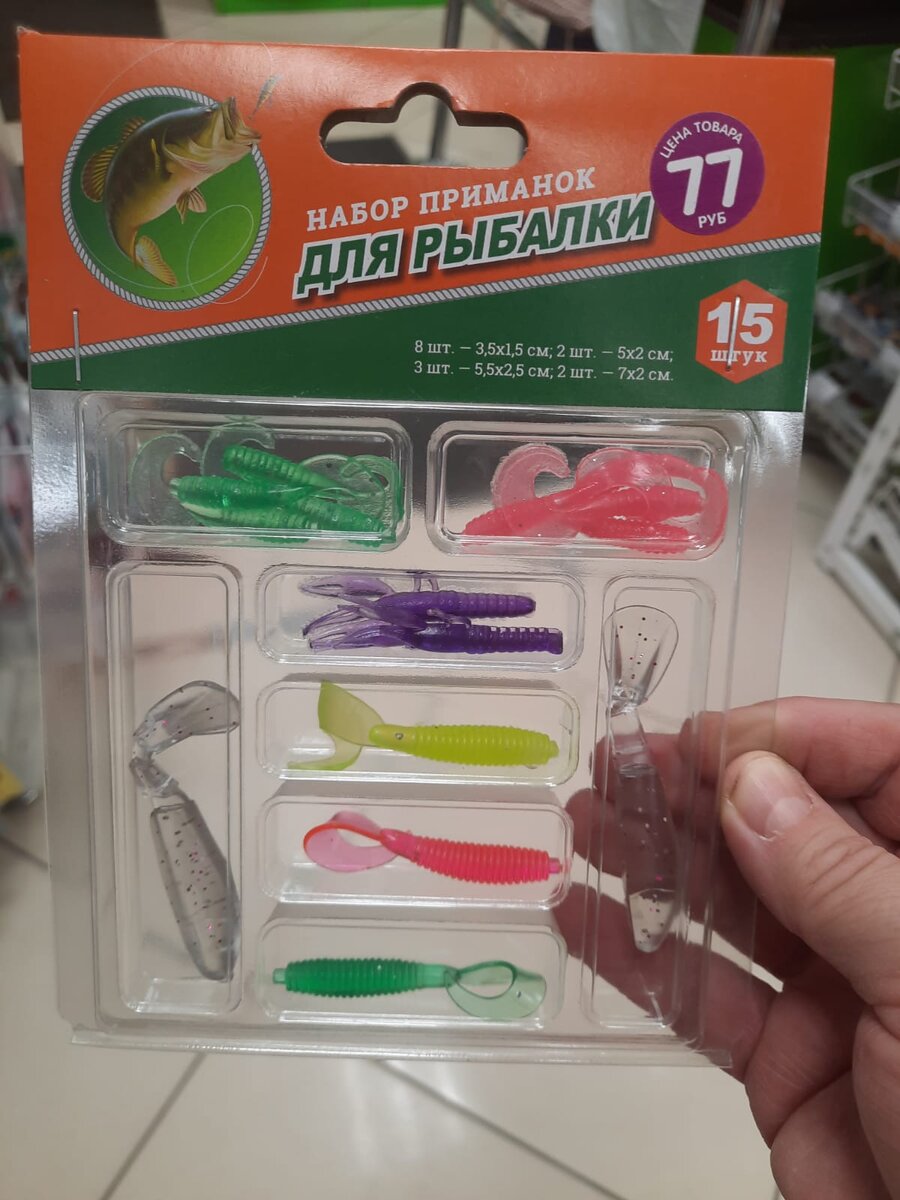 ЦЕНА ТОВАРА
77
РУБ
НАБОР ПРИМАНОК
ДЛЯ РЫБАЛКИ
15
штук
8 шт. — 3,5х1,5 см; 2 шт. — 5х2 см;
3 шт. — 5,5х2,5 см; 2 шт. — 7х2 см.